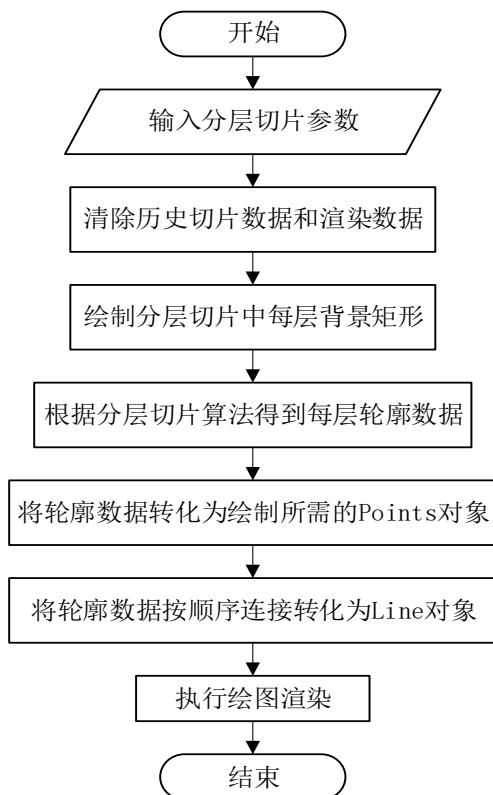 开始
输入分层切片参数
清除历史切片数据和渲染数据
绘制分层切片中每层背景矩形
根据分层切片算法得到每层轮廓数据
将轮廓数据转化为绘制所需的Points对象
将轮廓数据按顺序连接转化为Line对象
执行绘图渲染
结束